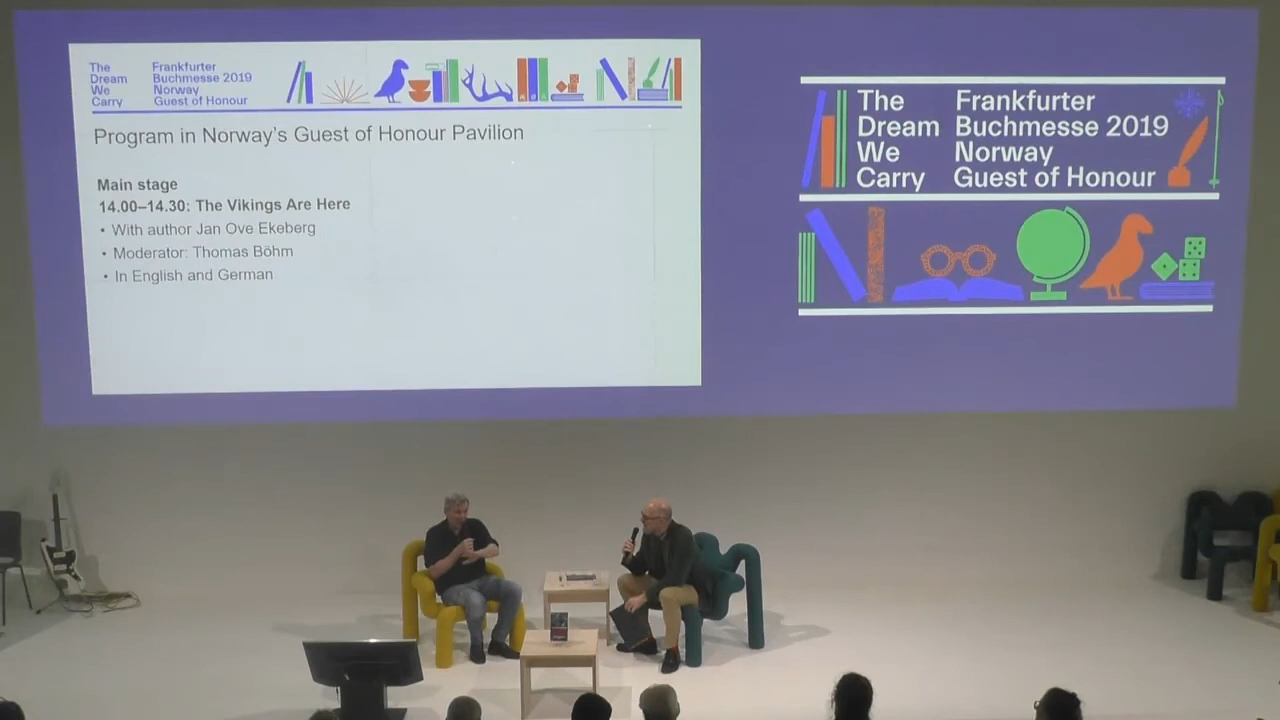 The Dream We Carry
Frankfurter Buchmesse 2019 Norway Guest of Honour
Program in Norway's Guest of Honour Pavilion
Main stage
14.00–14.30: The Vikings Are Here
• With author Jan Ove Ekeberg
• Moderator: Thomas Böhm
• In English and German
The Frankfurter
Dream Buchmesse 2019
We Norway
Carry Guest of Honour